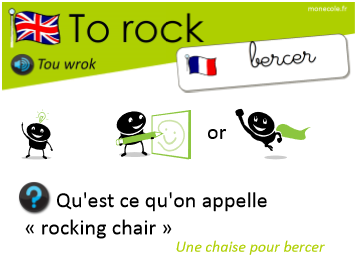 monecole.fr
To rock
Tou wrok
bercer
or
Qu'est ce qu'on appelle
« rocking chair »
Une chaise pour bercer